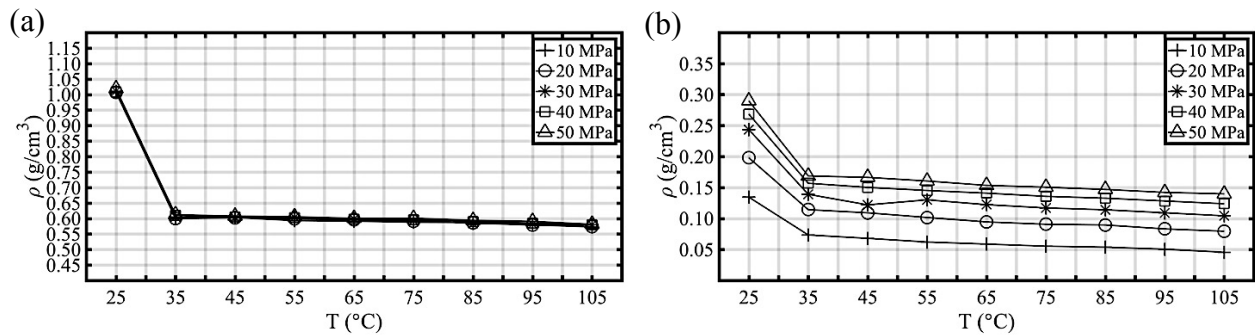 (a)
1.15
1.10
1.05
1.00
0.95
0.90
0.85
0.80
0.75
0.70
0.65
0.60
0.55
0.50
0.45
ρ (g/cm³)
25 35 45 55 65 75 85 95 105
T (°C)
10 MPa
20 MPa
30 MPa
40 MPa
50 MPa
(b)
0.35
0.30
0.25
0.20
0.15
0.10
0.05
ρ (g/cm³)
25 35 45 55 65 75 85 95 105
T (°C)
10 MPa
20 MPa
30 MPa
40 MPa
50 MPa